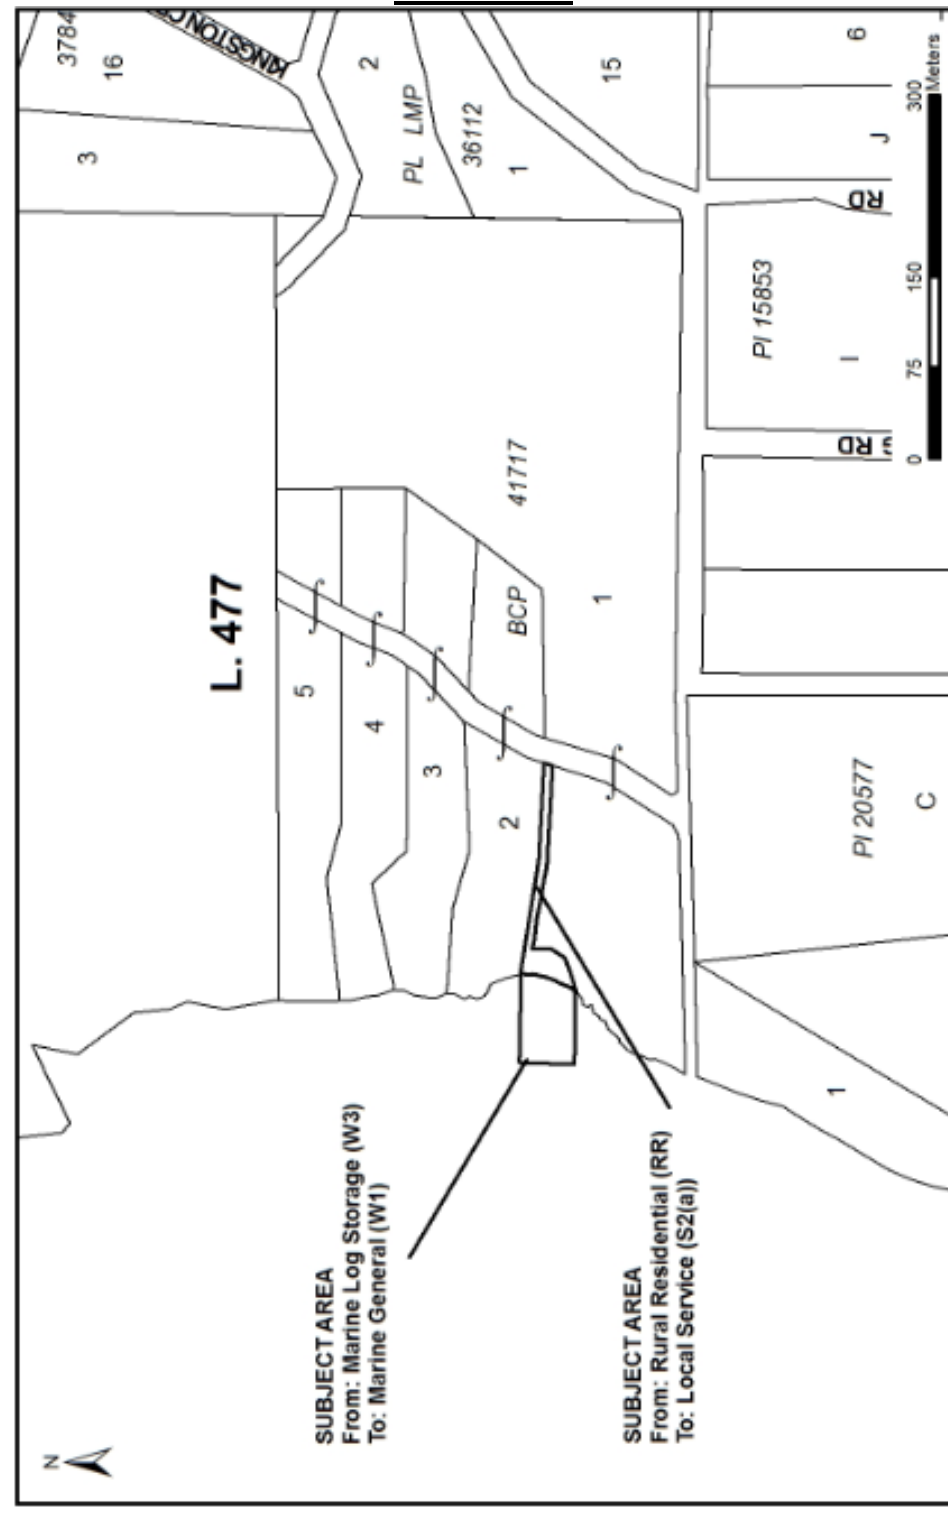 N
SUBJECT AREA
From: Marine Log Storage (W3)
To: Marine General (W1)
SUBJECT AREA
From: Rural Residential (RR)
To: Local Service (S2(a))
L. 477
5
4
3
2
1
BCP
41717
3
16
3784
KINGSTON
2
PL LMP
36112
1
15
6
J
RD
Pl 15853
I
RD
Pl 20577
C
1
0 75 150 300
Meters